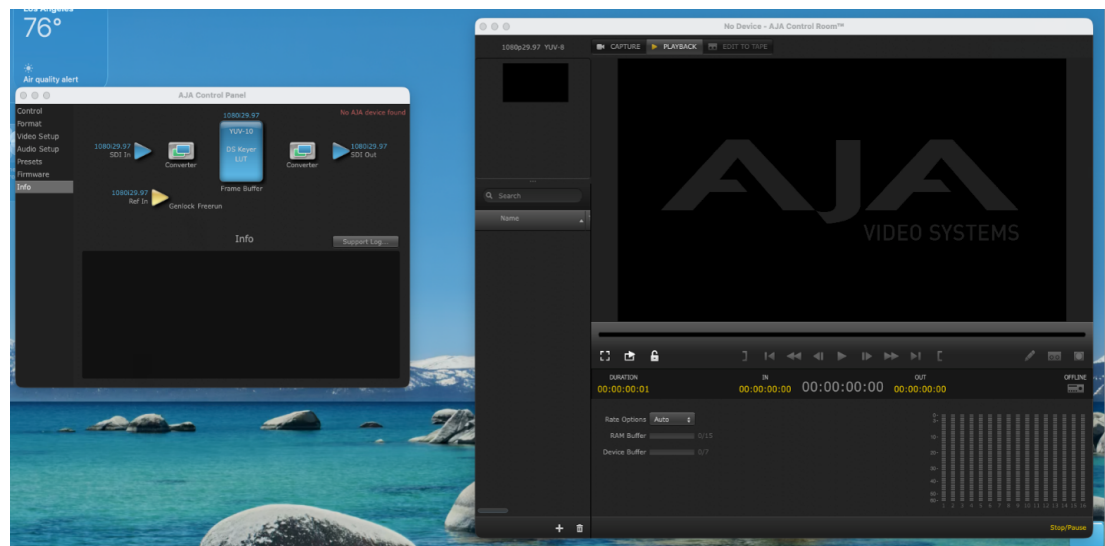 Los Angeles
76°
Air quality alert
AJA Control Panel
Control
Format
Video Setup
Audio Setup
Presets
Firmware
Info
1080i29.97
No AJA device found
YUV-10
1080i29.97
SDI In
Converter
DS Keyer
LUT
Converter
1080i29.97
SDI Out
Frame Buffer
1080i29.97
Ref In
Genlock Freerun
Info
Support Log...
No Device - AJA Control Room™
1080p29.97 YUV-8
CAPTURE
PLAYBACK
EDIT TO TAPE
Search
Name
AJA
VIDEO SYSTEMS
DURATION
00:00:00:01
IN
00:00:00:00
00:00:00:00
OUT
00:00:00:00
OFFLINE
Rate Options Auto
RAM Buffer 0/15
Device Buffer 0/7
1 2 3 4 5 6 7 8 9 10 11 12 13 14 15 16
Stop/Pause